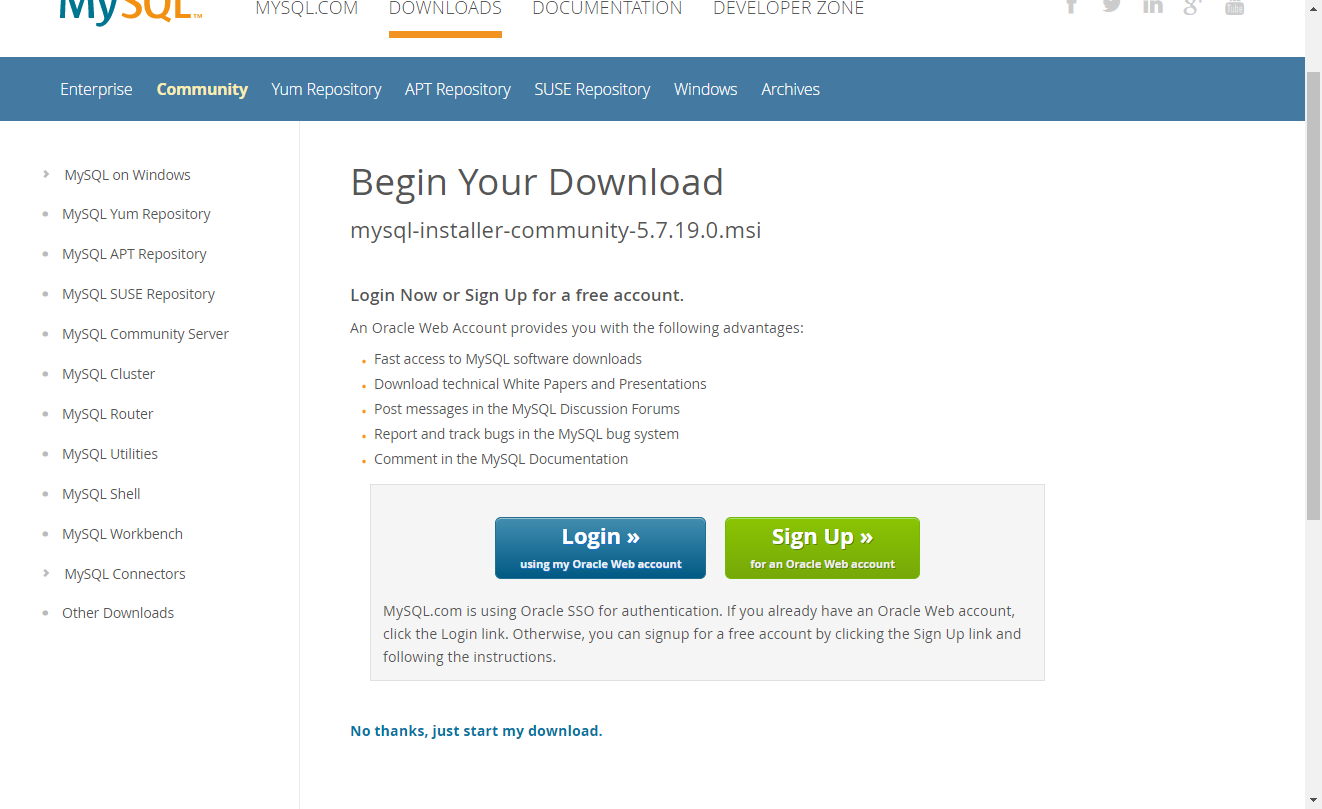 MySQL™
MYSQL.COM DOWNLOADS DOCUMENTATION DEVELOPER ZONE
Enterprise Community Yum Repository APT Repository SUSE Repository Windows Archives
MySQL on Windows
MySQL Yum Repository
MySQL APT Repository
MySQL SUSE Repository
MySQL Community Server
MySQL Cluster
MySQL Router
MySQL Utilities
MySQL Shell
MySQL Workbench
MySQL Connectors
Other Downloads
Begin Your Download
mysql-installer-community-5.7.19.0.msi
Login Now or Sign Up for a free account.
An Oracle Web Account provides you with the following advantages:
Fast access to MySQL software downloads
Download technical White Papers and Presentations
Post messages in the MySQL Discussion Forums
Report and track bugs in the MySQL bug system
Comment in the MySQL Documentation
Login »
using my Oracle Web account
Sign Up »
for an Oracle Web account
MySQL.com is using Oracle SSO for authentication. If you already have an Oracle Web account,
click the Login link. Otherwise, you can signup for a free account by clicking the Sign Up link and
following the instructions.
No thanks, just start my download.